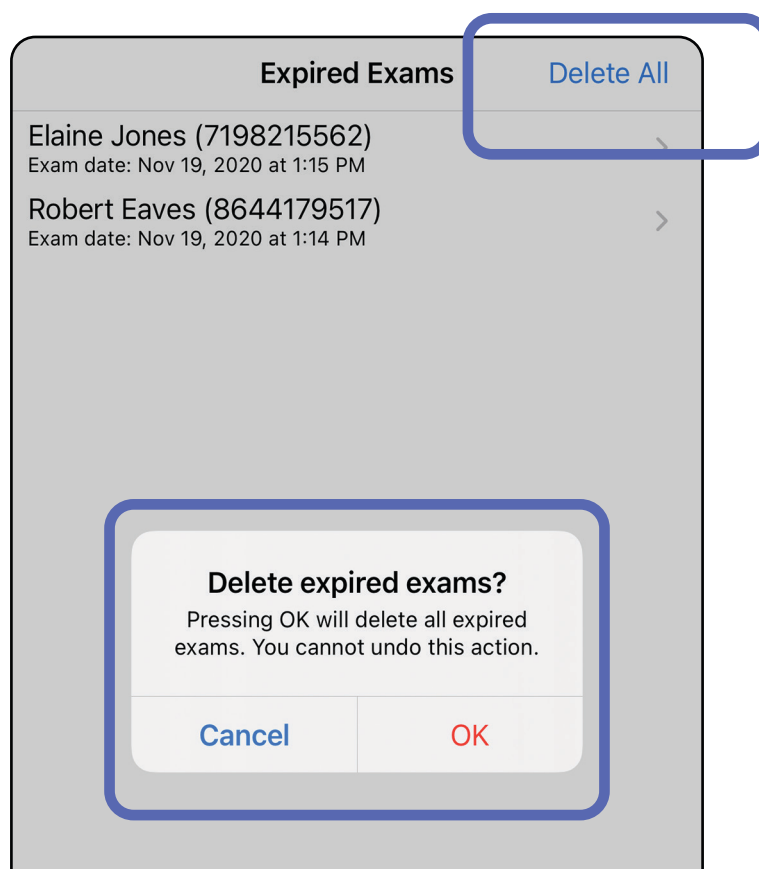 Expired Exams Delete All
Elaine Jones (7198215562)
Exam date: Nov 19, 2020 at 1:15 PM
Robert Eaves (8644179517)
Exam date: Nov 19, 2020 at 1:14 PM
Delete expired exams?
Pressing OK will delete all expired
exams. You cannot undo this action.
Cancel OK